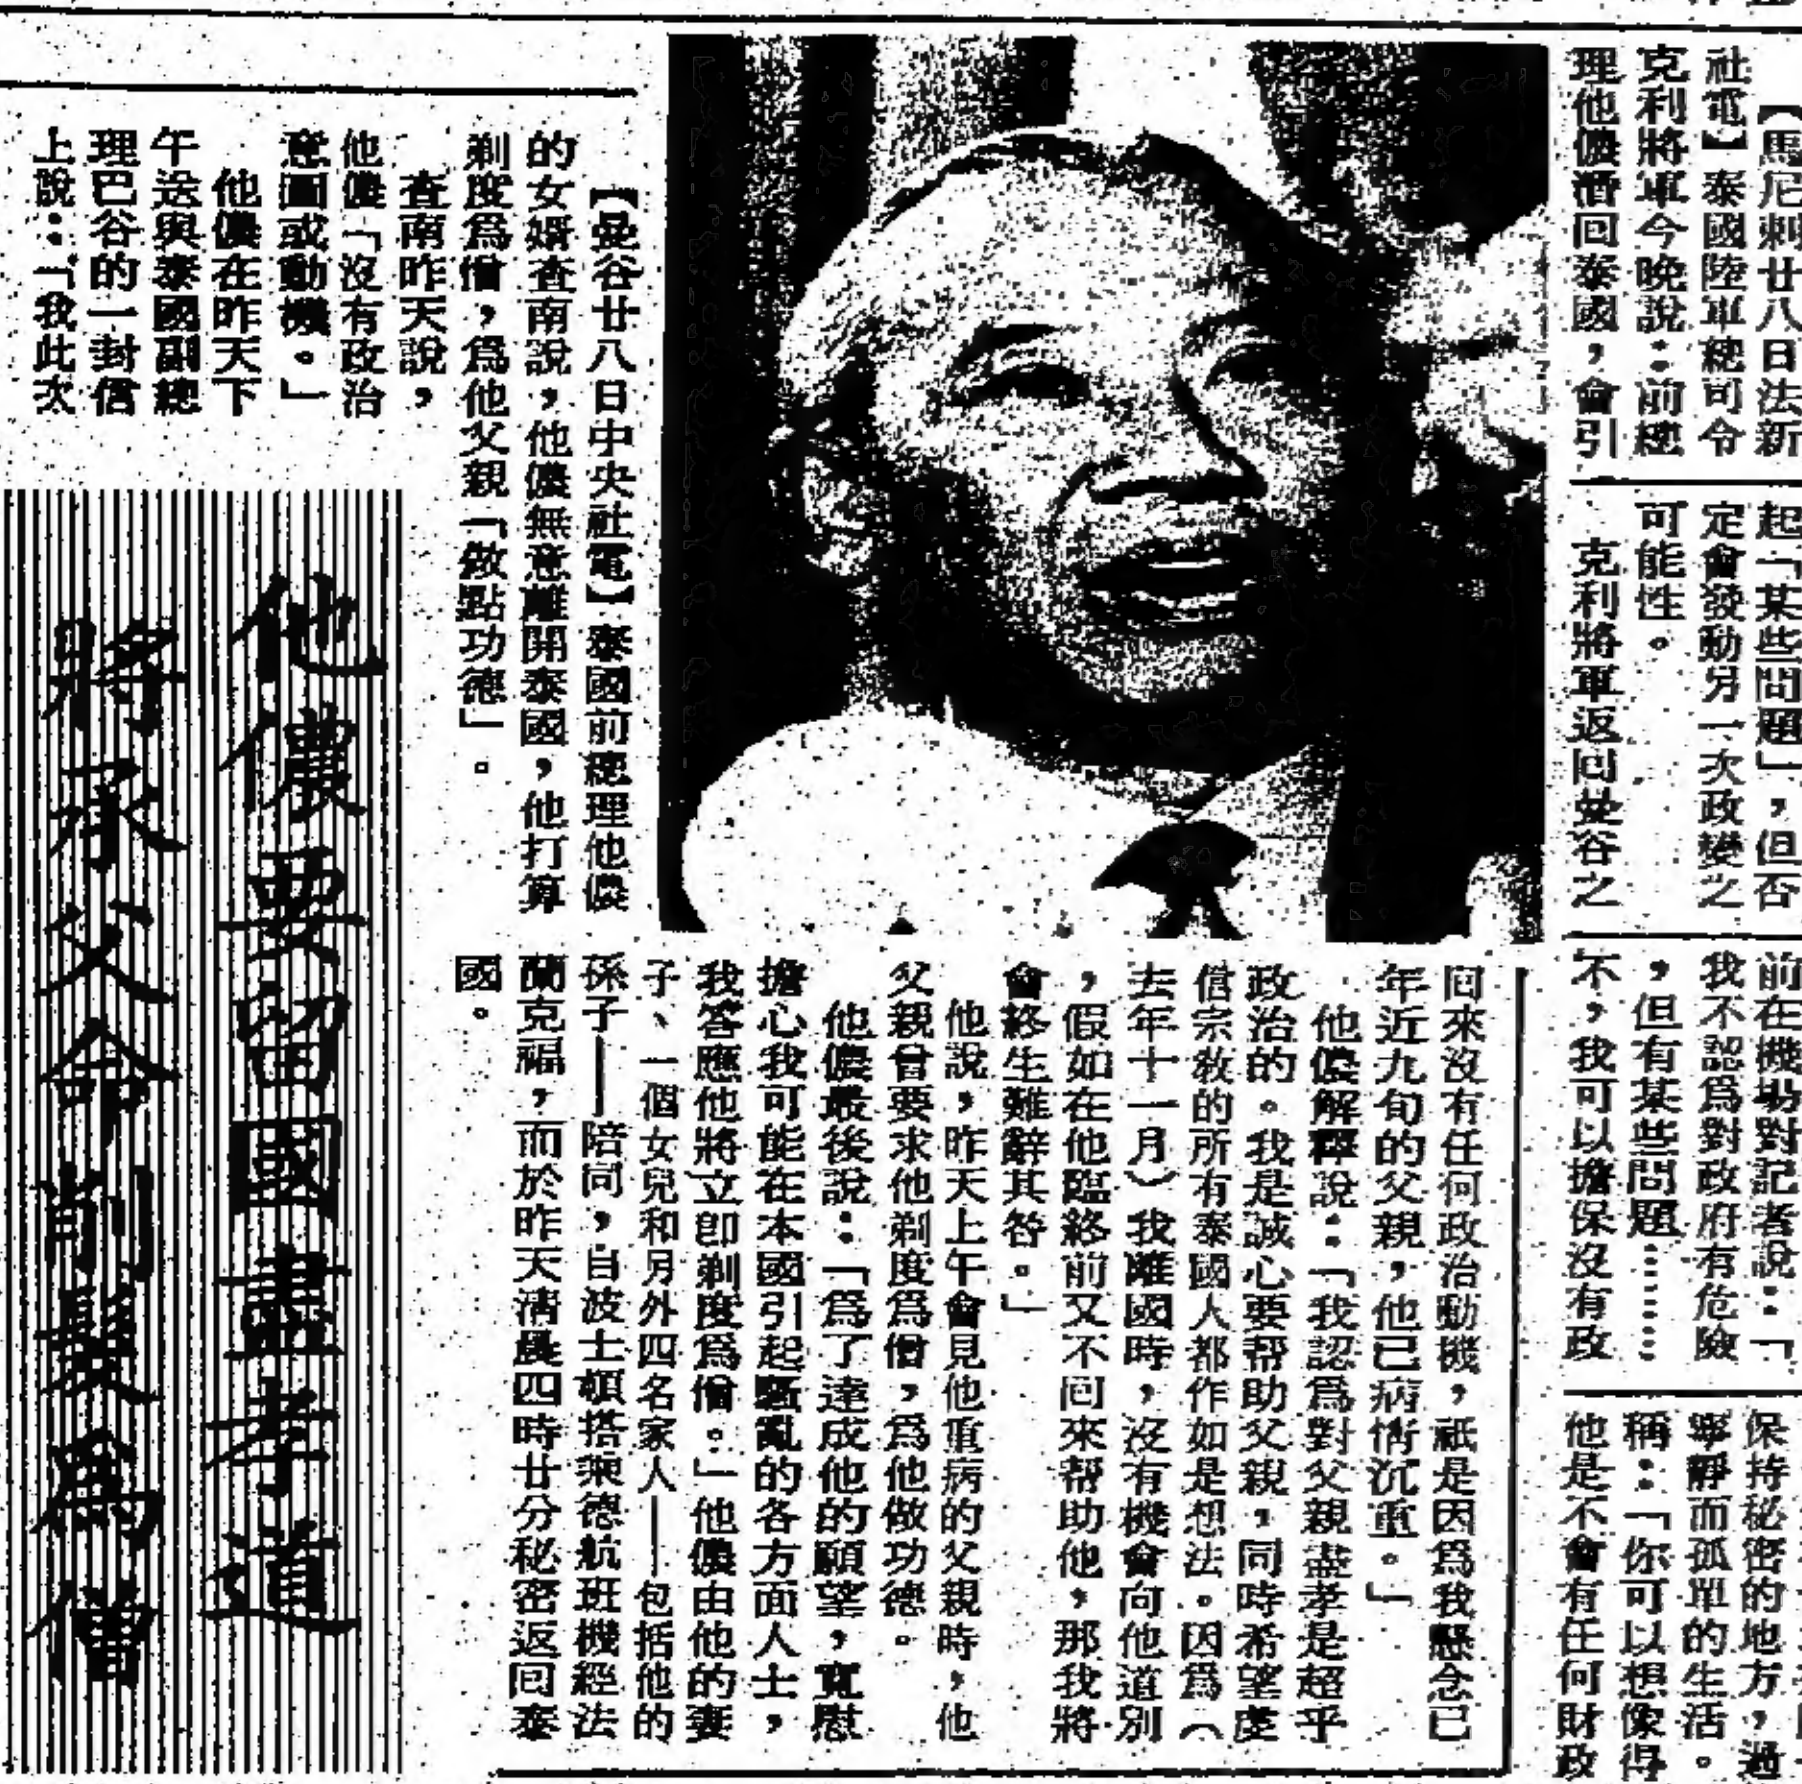 他儂要留國盡孝道
將承父命削髮為僧
【曼谷廿八日中央社電】泰國前總理他儂
的女婿查南說，他儂無意離開泰國，他打算
剃度為僧，為他父親「做點功德」。
查南昨天說，
他儂「沒有政治
意圖或動機。」
他儂在昨天下
午送與泰國副總
理巴谷的一封信
上說：「我此次
回來沒有任何政治動機，祇是因為我懸念已
年近九旬的父親，他已病情沉重。」
他儂解釋說：「我認為對父親盡孝是超乎
政治的。我是誠心要帮助父親，同時希望虔
信宗教的所有泰國人都作如是想法。因為（
去年十一月）我離國時，沒有機會向他道別
，假如在他臨終前又不回來帮助他，那我將
會終生難辭其咎。」
他說，昨天上午會見他重病的父親時，他
父親曾要求他剃度為僧，為他做功德。
他儂最後說：「為了達成他的願望，寬慰
擔心我可能在本國引起騷亂的各方面人士，
我答應他將立即剃度為僧。」他儂由他的妻
子、一個女兒和另外四名家人——包括他的
孫子——陪同，自波士頓搭乘德航班機經法
蘭克福，而於昨天清晨四時廿分秘密返回泰
國。
【馬尼剌廿八日法新
社電】泰國陸軍總司令
克利將軍今晚說：前總
理他儂潛回泰國，會引
起「某些問題」，但否
定會發動另一次政變之
可能性。
克利將軍返回曼谷之
前在機場對記者說：「
我不認為對政府有危險
，但有某些問題⋯⋯
不，我可以擔保沒有政
保持秘密的地方，過
寧靜而孤單的生活。
稱：「你可以想像得
他是不會有任何財政